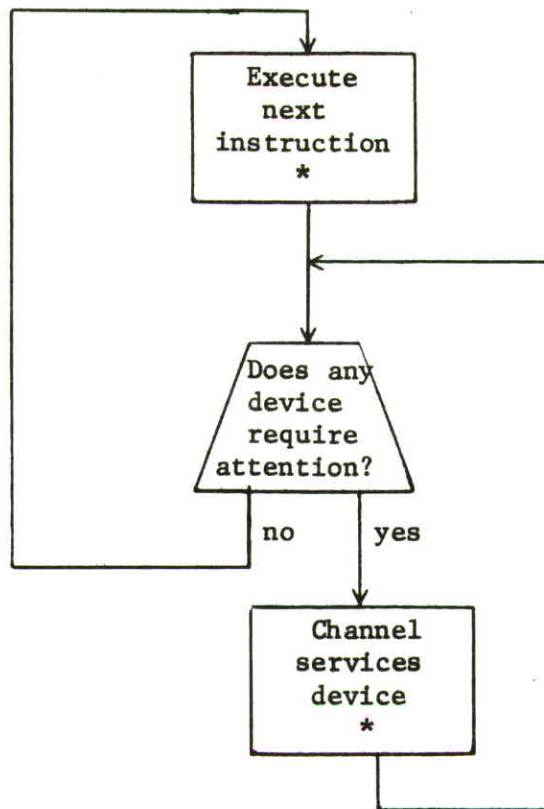 Execute
next
instruction
*
Does any
device
require
attention?
no
yes
Channel
services
device
*